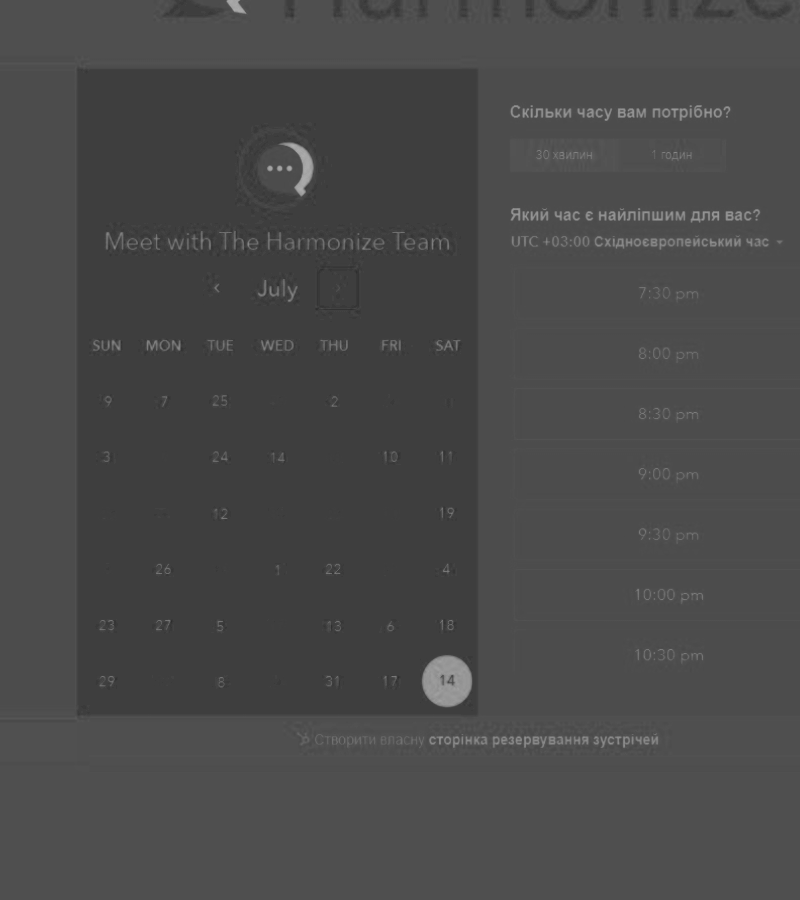 Harmonize
Meet with The Harmonize Team
July
SUN MON TUE WED THU FRI SAT
9 7 25 2
3 24 14 10 11
12 19
26 1 22 4
23 27 5 13 6 18
29 8 31 17 14
Скільки часу вам потрібно?
30 хвилин 1 годин
Який час є найліпшим для вас?
UTC +03:00 Східноєвропейський час
7:30 pm
8:00 pm
8:30 pm
9:00 pm
9:30 pm
10:00 pm
10:30 pm
Створити власну сторінка резервування зустрічей